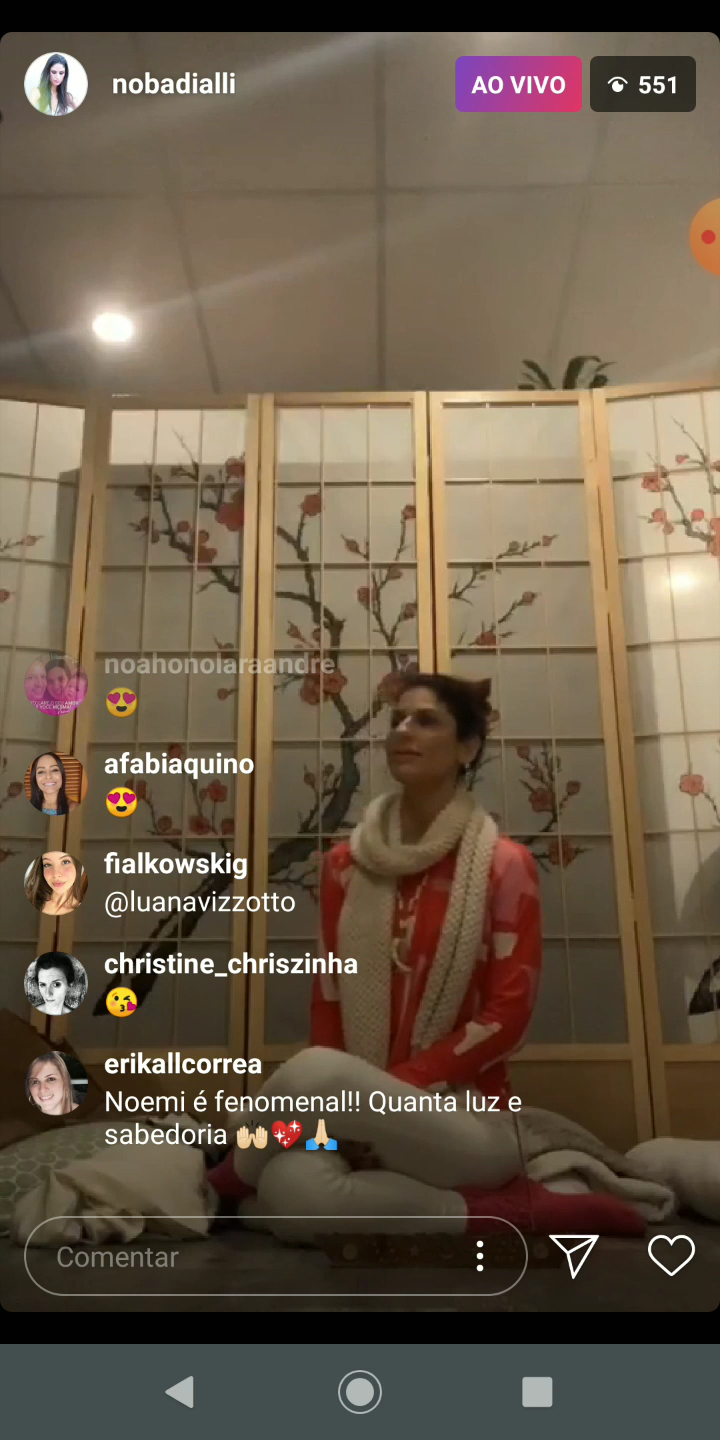 nobadialli
AO VIVO
551
noahonolaraandre
😍
afabiaquino
😍
fialkowskig
@luanavizzotto
christine_chriszinha
😘
erikallcorrea
Noemi é fenomenal!! Quanta luz e
sabedoria 🙌🏻💖🙏🏻
Comentar